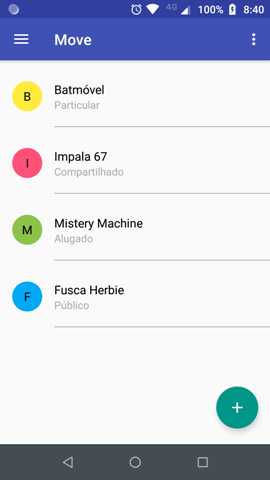 4G 100% 8:40
Move
B
Batmóvel
Particular
I
Impala 67
Compartilhado
M
Mistery Machine
Alugado
F
Fusca Herbie
Público
+